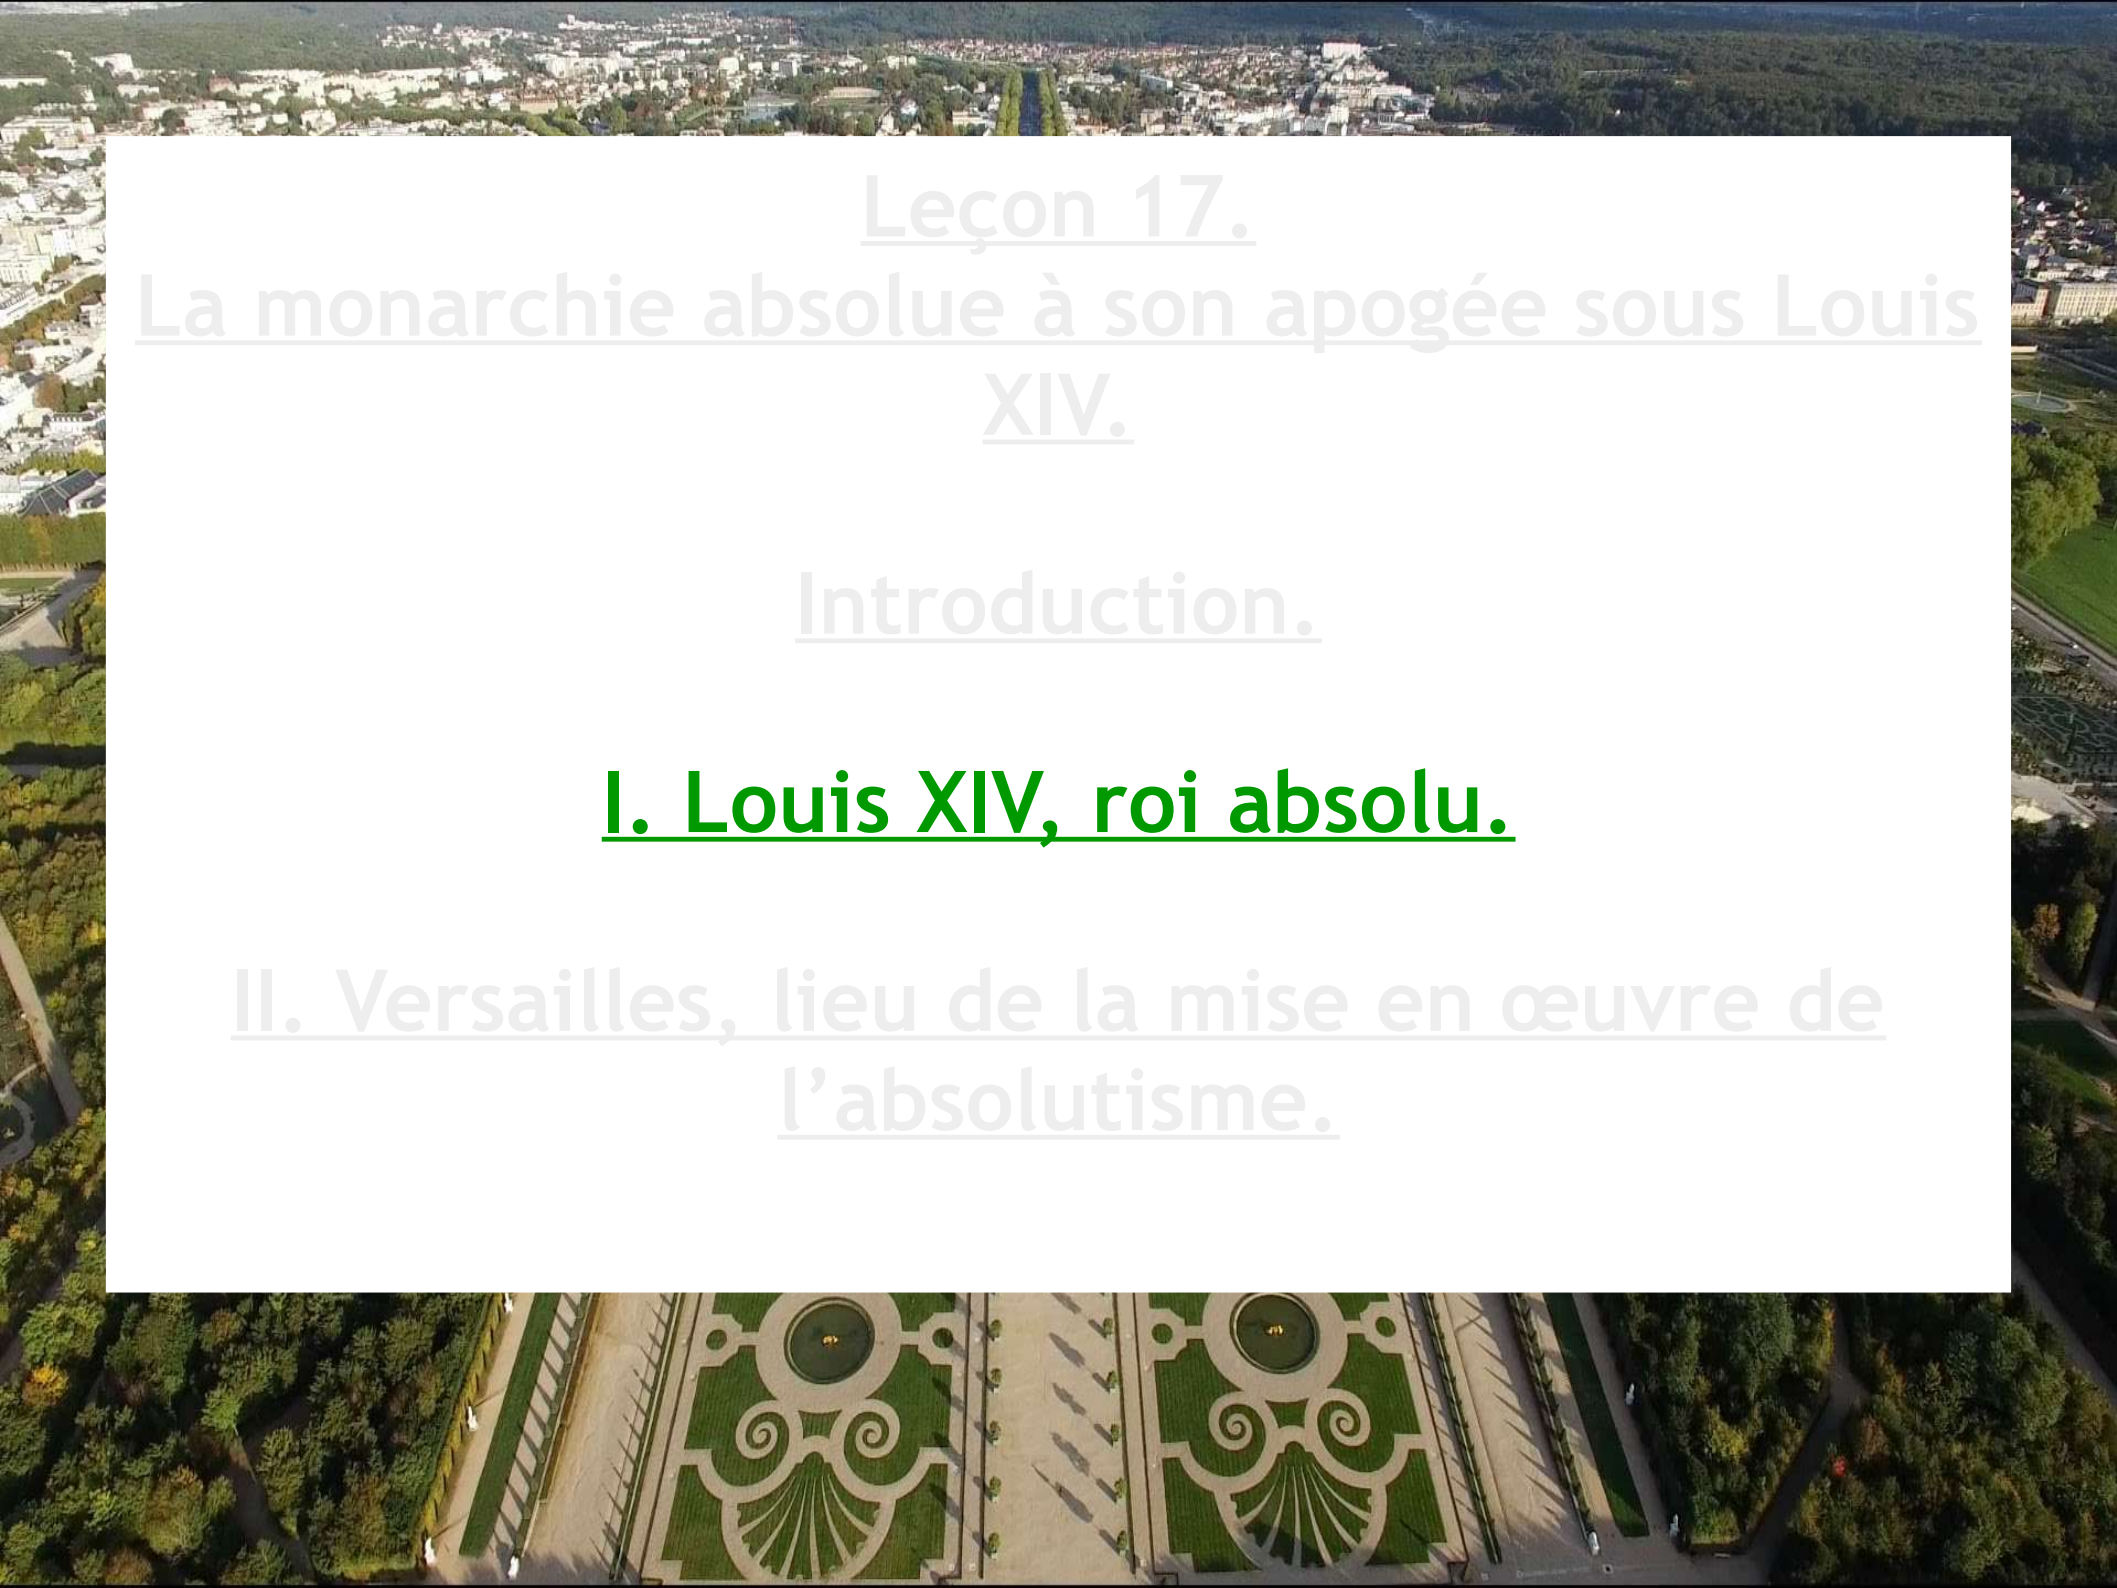 Leçon 17.
La monarchie absolue à son apogée sous Louis
XIV.
Introduction.
I. Louis XIV, roi absolu.
II. Versailles, lieu de la mise en œuvre de
l’absolutisme.